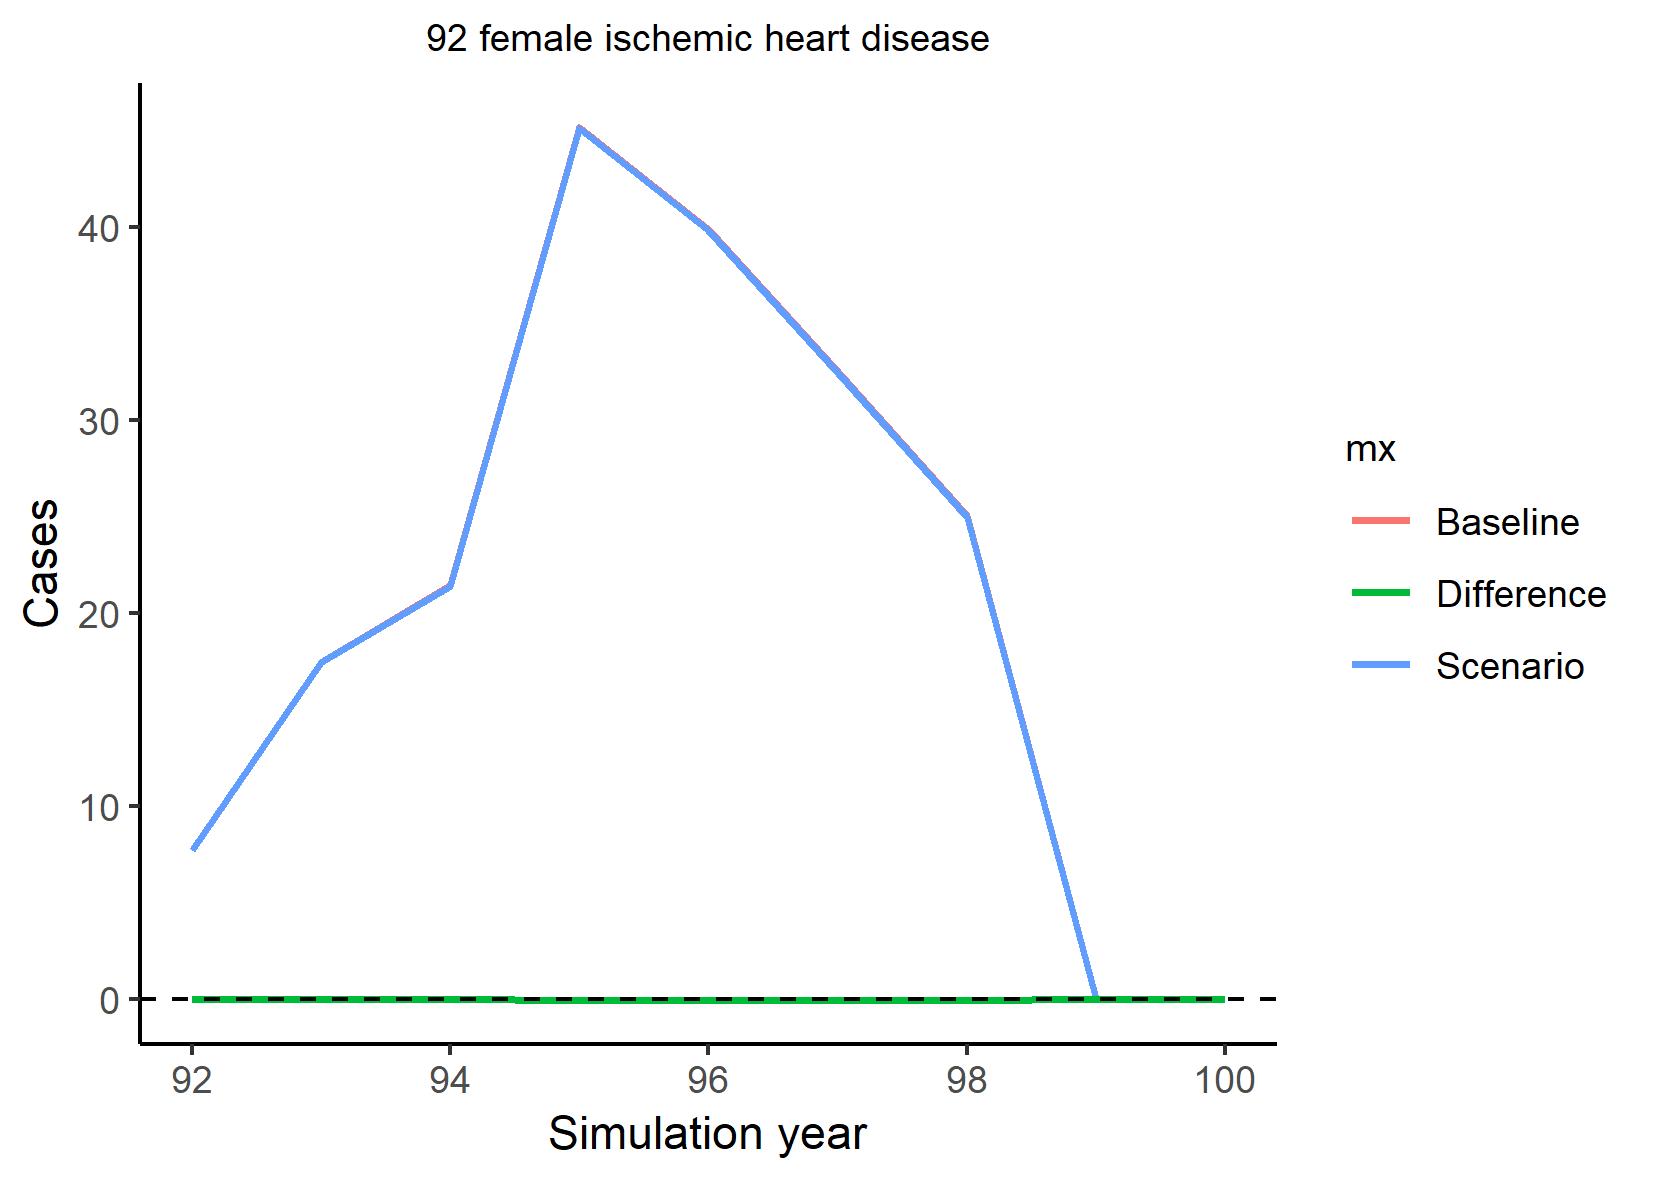 92 female ischemic heart disease
Cases
40
30
20
10
0
92 94 96 98 100
Simulation year
mx
Baseline
Difference
Scenario